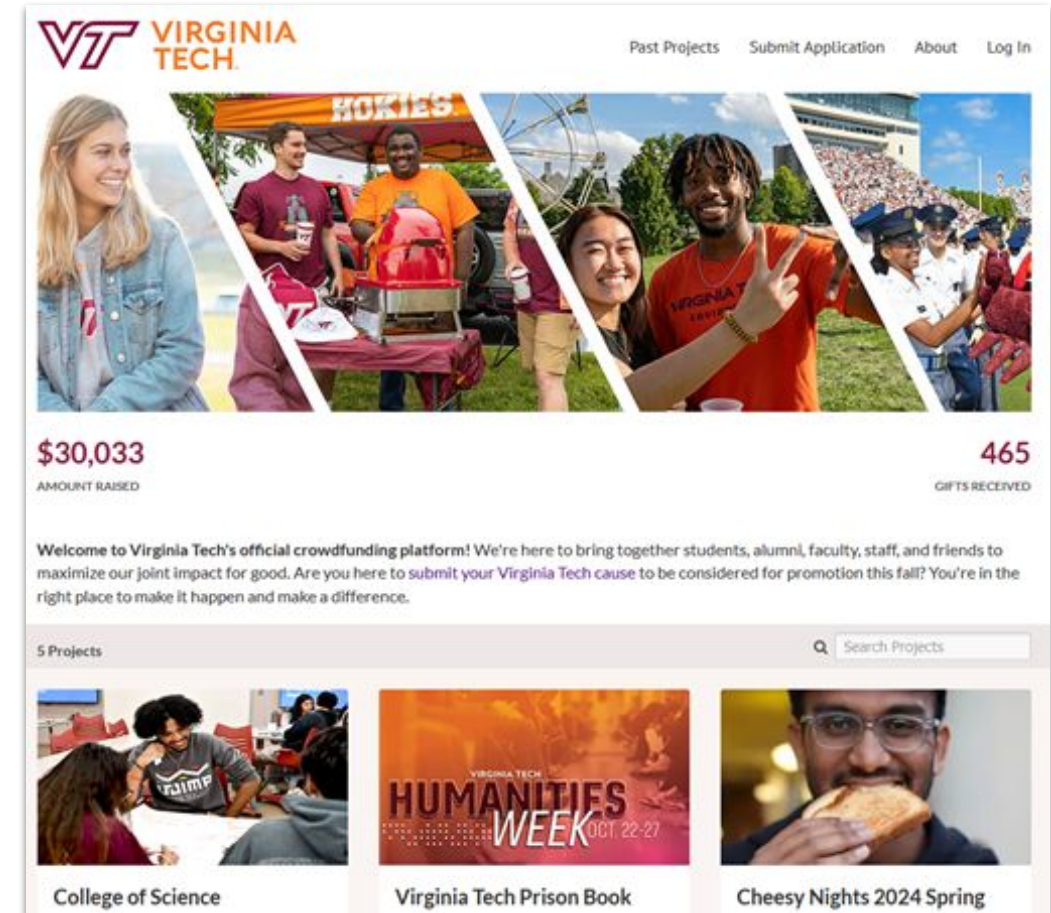 VT VIRGINIA
TECH.
Past Projects Submit Application About Log In
HOKIES
VIRGINIA T
$30,033
AMOUNT RAISED
465
GIFTS RECEIVED
Welcome to Virginia Tech's official crowdfunding platform! We're here to bring together students, alumni, faculty, staff, and friends to
maximize our joint impact for good. Are you here to submit your Virginia Tech cause to be considered for promotion this fall? You're in the
right place to make it happen and make a difference.
5 Projects
Search Projects
VIRGINIA TECH
HUMANITIES
WEEK OCT. 22-27
College of Science
Virginia Tech Prison Book
Cheesy Nights 2024 Spring